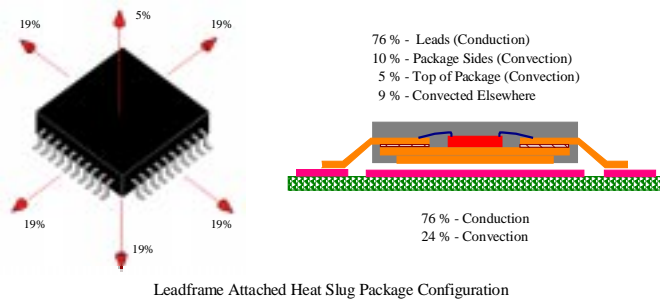 5%
19%
19%
76 % - Leads (Conduction)
10 % - Package Sides (Convection)
5 % - Top of Package (Convection)
9 % - Convected Elsewhere
19%
19%
19%
76 % - Conduction
24 % - Convection
Leadframe Attached Heat Slug Package Configuration